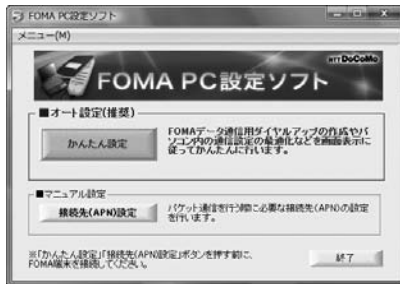 FOMA PC設定ソフト
メニュー(M)
NTT DoCoMo
FOMA PC設定ソフト
■オート設定(推奨)
かんたん設定
FOMAデータ通信用ダイヤルアップの作成やパ
ソコン内の通信設定の最適化などを画面表示に
従ってかんたんに行います。
■マニュアル設定
接続先(APN)設定
パケット通信を行う際に必要な接続先(APN)の設定
を行います。
※「かんたん設定」「接続先(APN)設定」ボタンを押す前に、
FOMA端末を接続してください。
終了